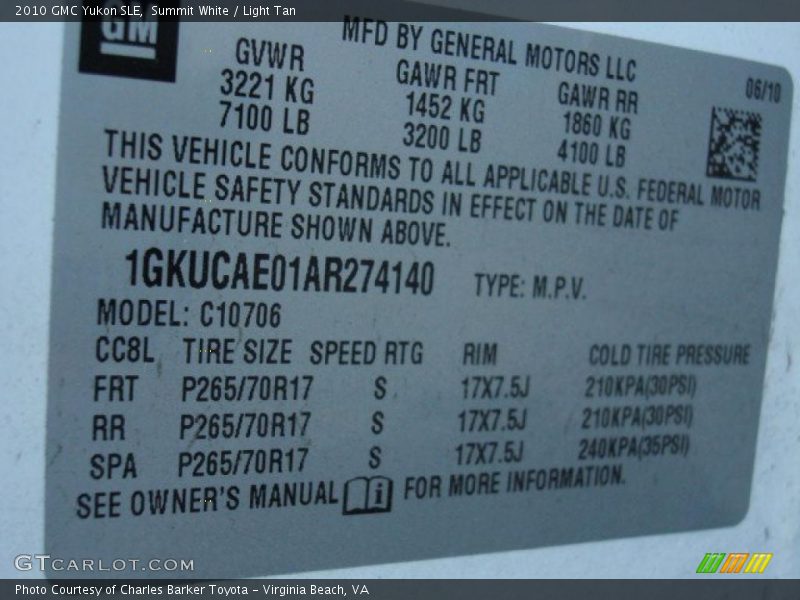 2010 GMC Yukon SLE,  Summit White / Light Tan
GM
MFD BY GENERAL MOTORS LLC
GVWR GAWR FRT GAWR RR 06/10
3221 KG 1452 KG 1860 KG
7100 LB 3200 LB 4100 LB
THIS VEHICLE CONFORMS TO ALL APPLICABLE U.S. FEDERAL MOTOR
VEHICLE SAFETY STANDARDS IN EFFECT ON THE DATE OF
MANUFACTURE SHOWN ABOVE.
1GKUCAE01AR274140 TYPE: M.P.V.
MODEL: C10706
CC8L TIRE SIZE SPEED RTG RIM COLD TIRE PRESSURE
FRT P265/70R17 S 17X7.5J 210KPA(30PSI)
RR P265/70R17 S 17X7.5J 210KPA(30PSI)
SPA P265/70R17 S 17X7.5J 240KPA(35PSI)
SEE OWNER'S MANUAL i FOR MORE INFORMATION.
GTCARLOT.COM
Photo Courtesy of Charles Barker Toyota – Virginia Beach, VA